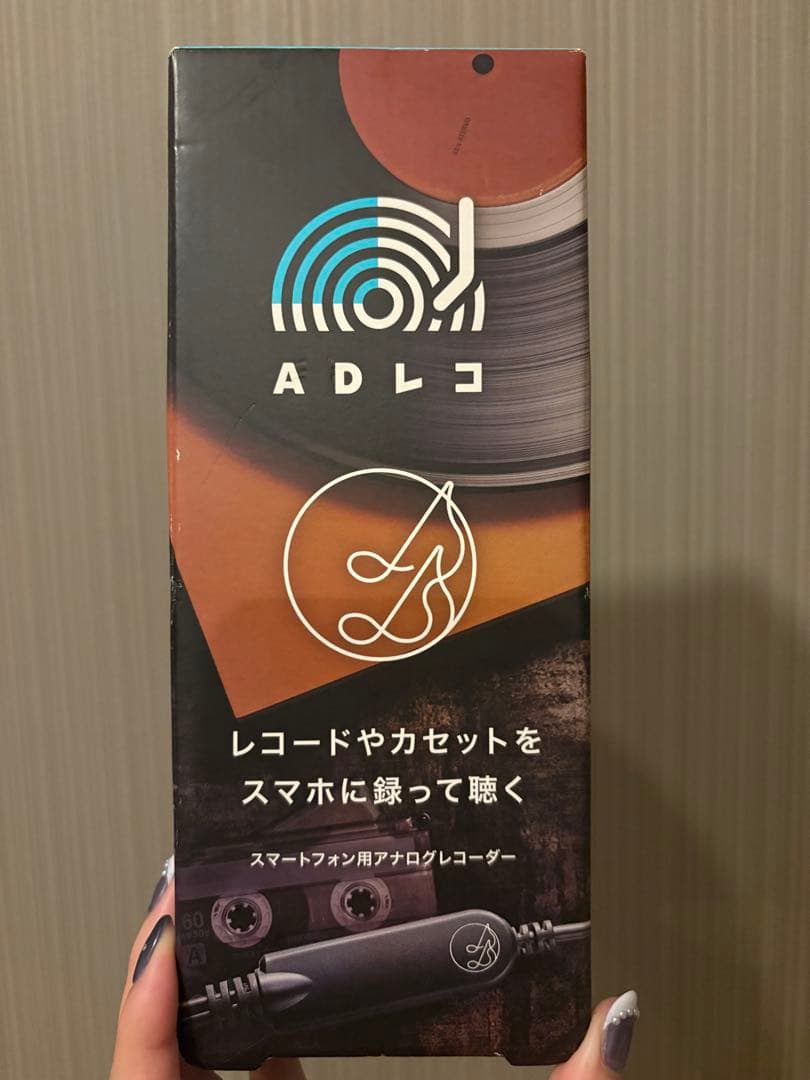 ADレコ
レコードやカセットを
スマホに録って聴く
スマートフォン用アナログレコーダー
60
A